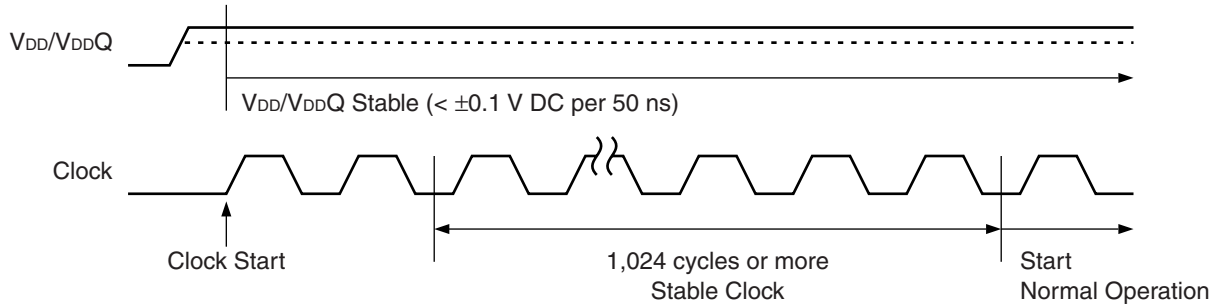 VDD/VDDQ
VDD/VDDQ Stable (< ±0.1 V DC per 50 ns)
Clock
Clock Start
1,024 cycles or more
Stable Clock
Start
Normal Operation